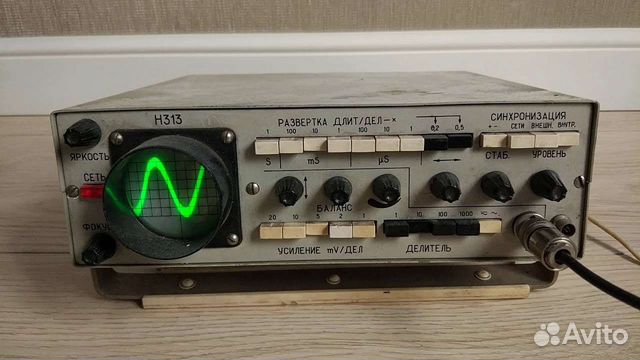 Н313
РАЗВЕРТКА ДЛИТ/ДЕЛ-×
СИНХРОНИЗАЦИЯ
1 100 10 1 100 10 1 0,2 0,5
- СЕТИ ВНЕШН. ВНУТР.
S mS µS
СТАБ. УРОВЕНЬ
ЯРКОСТЬ
СЕТЬ
ФОКУС
БАЛАНС
20 10 5 2 1
1 10 100 1000 ≂ ~
УСИЛЕНИЕ mV/ДЕЛ
ДЕЛИТЕЛЬ
Avito